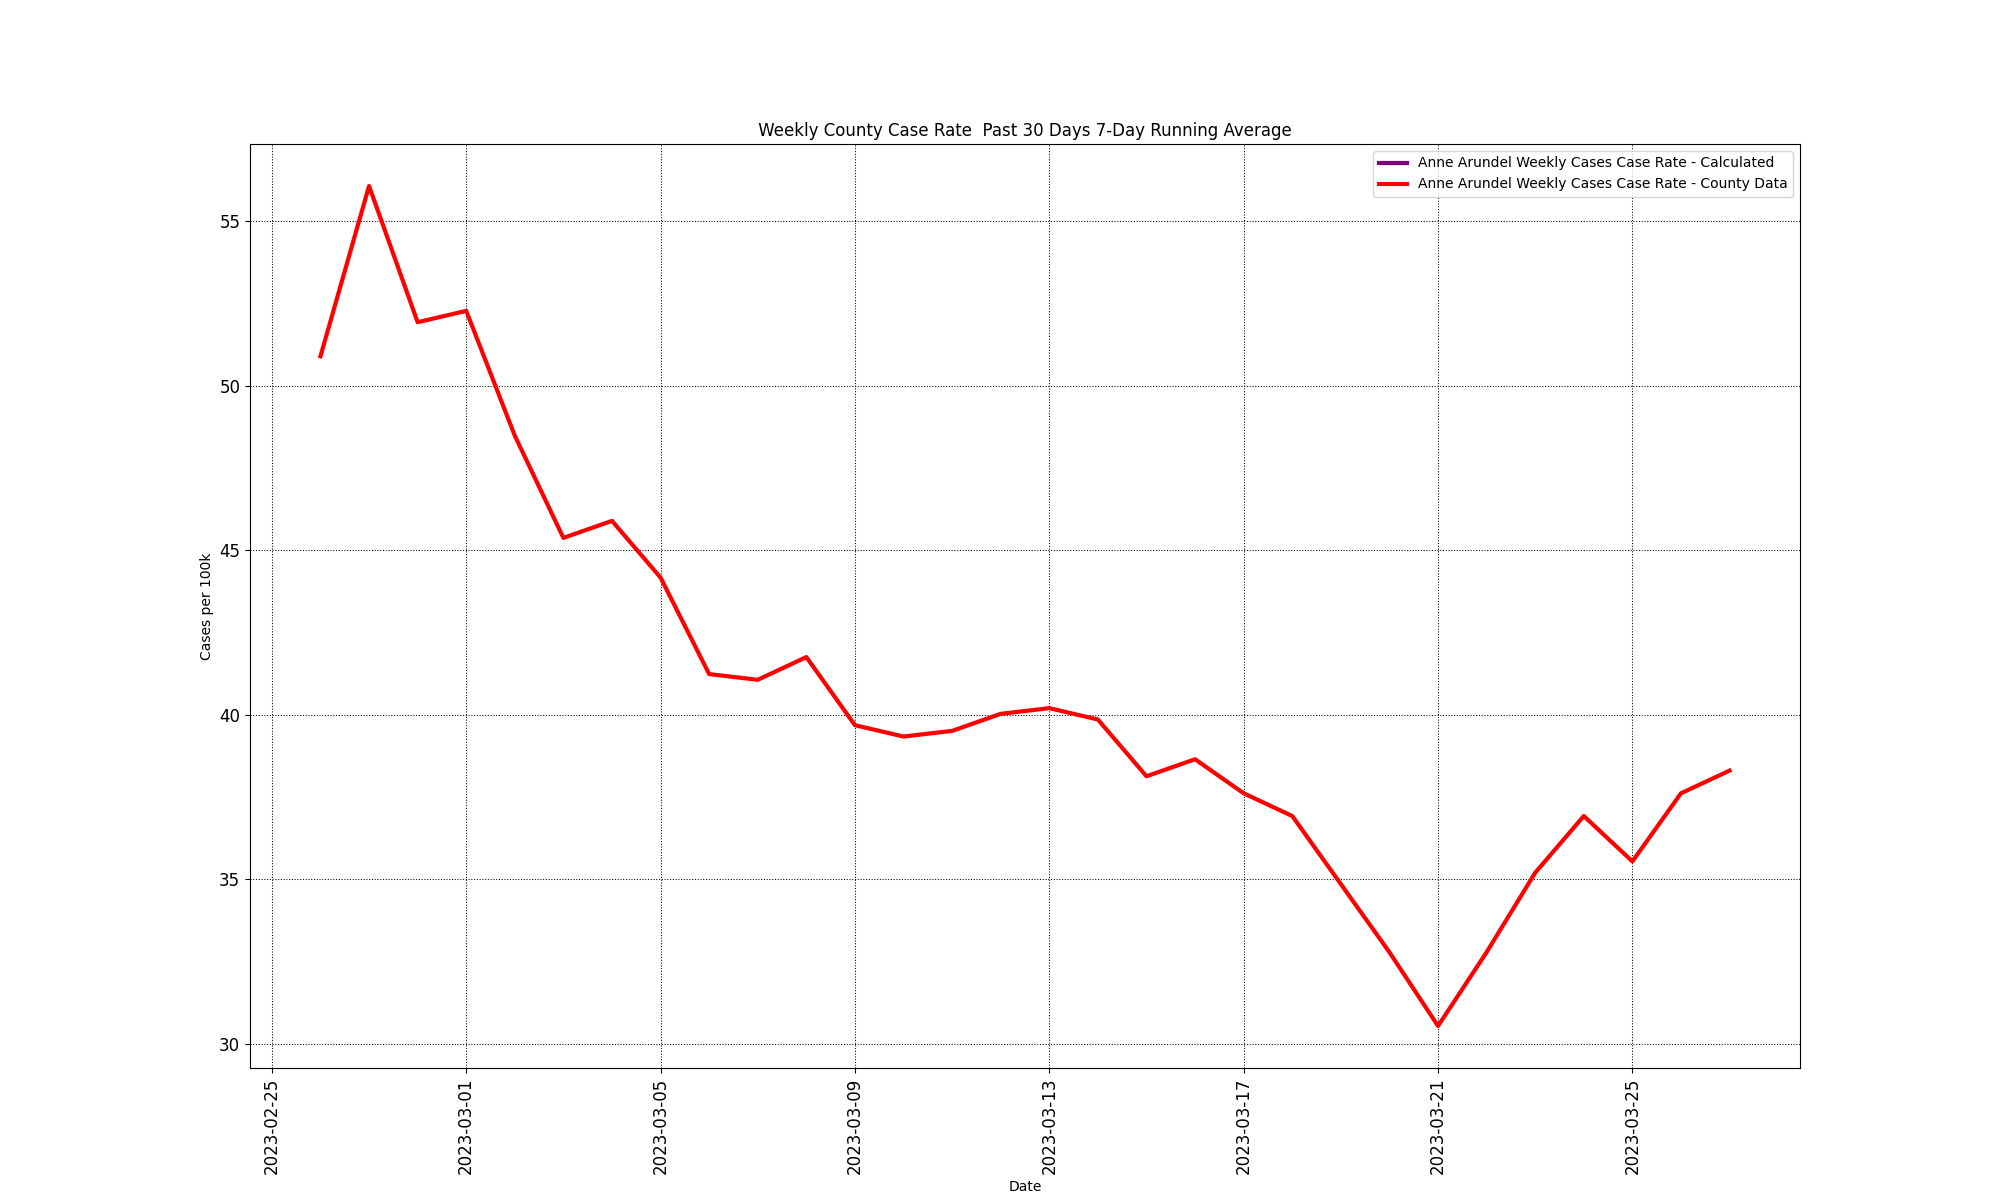 Weekly County Case Rate  Past 30 Days 7-Day Running Average
Anne Arundel Weekly Cases Case Rate - Calculated
Anne Arundel Weekly Cases Case Rate - County Data
55
50
45
40
35
30
Cases per 100k
2023-02-25
2023-03-01
2023-03-05
2023-03-09
2023-03-13
2023-03-17
2023-03-21
2023-03-25
Date